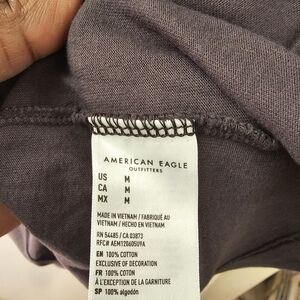 AMERICAN EAGLE
OUTFITTERS
US M
CA M
MX M
MADE IN VIETNAM / FABRIQUÉ AU
VIETNAM / HECHO EN VIETNAM
RN 54485 / CA 03873
RFC# AEM1206050U9A
EN 100% COTTON
EXCLUSIVE OF DECORATION
FR 100% COTON
À L'EXCEPTION DE LA GARNITURE
SP 100% algodón